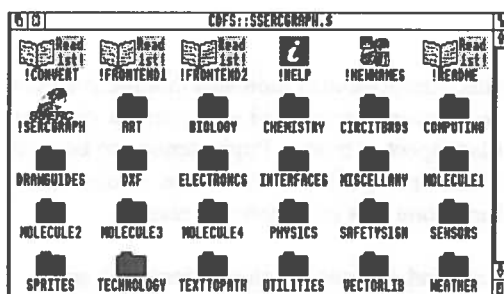 CDFS::SSERCGRAPH.$
Read 1st! Read 1st! Read 1st! i Read 1st!
!CONVERT !FRONTEND1 !FRONTEND2 !HELP !NEWNAMES !README
SSERC
!SERCGRAPH ART BIOLOGY CHEMISTRY CIRCITBRDS COMPUTING
DRAWGUIDES DXF ELECTRONCS INTERFACES MISCELLANY MOLECULE1
MOLECULE2 MOLECULE3 MOLECULE4 PHYSICS SAFETYSIGN SENSORS
SPRITES TECHNOLOGY TEXTTOPATH UTILITIES VECTORLIB WEATHER